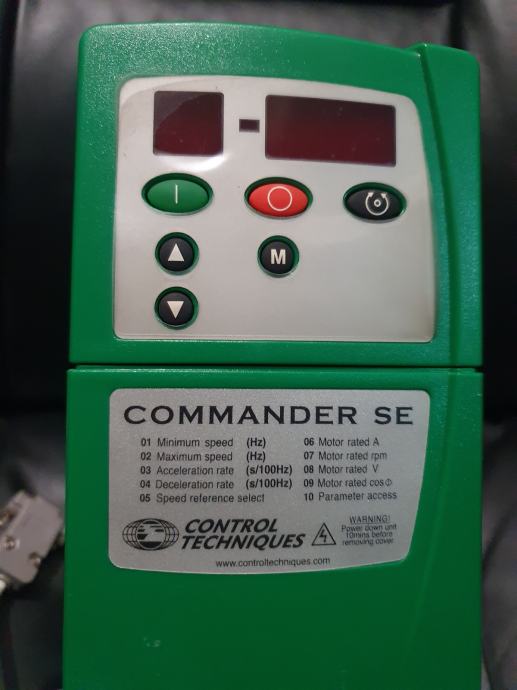 M
COMMANDER SE
01 Minimum speed (Hz)
02 Maximum speed (Hz)
03 Acceleration rate (s/100Hz)
04 Deceleration rate (s/100Hz)
05 Speed reference select
06 Motor rated A
07 Motor rated rpm
08 Motor rated V
09 Motor rated cosΦ
10 Parameter access
CONTROL
TECHNIQUES
www.controltechniques.com
WARNING!
Power down unit
10mins before
removing cover